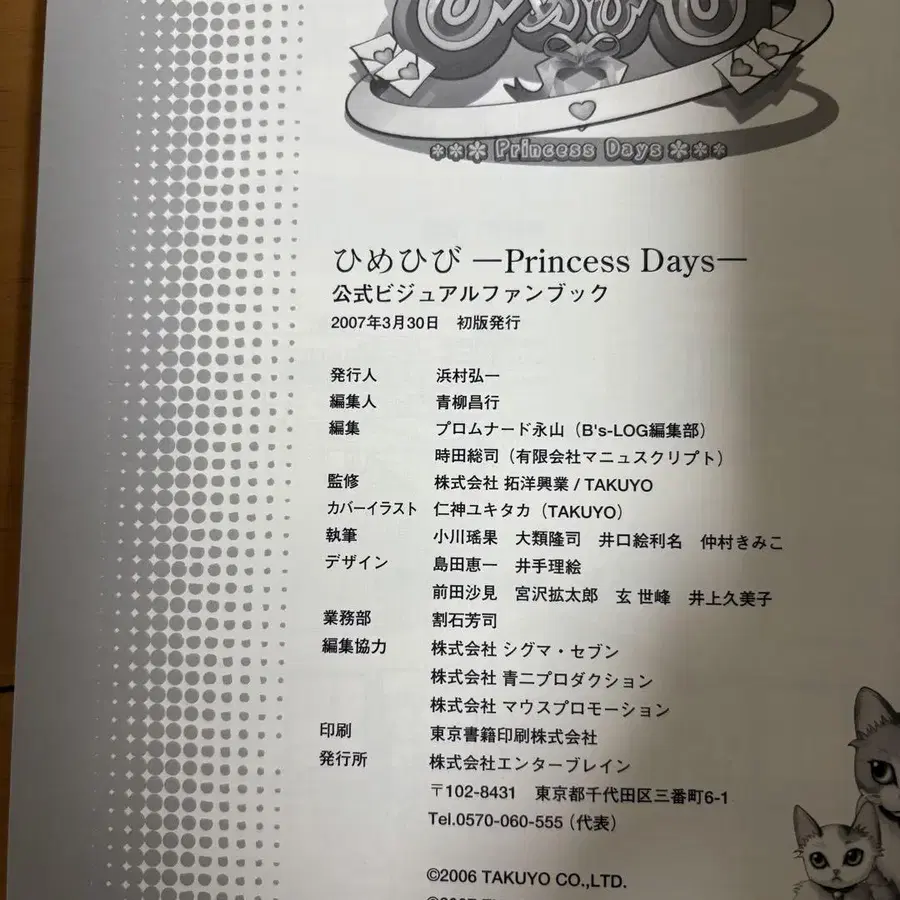 ***Princess Days***
ひめひび —Princess Days—
公式ビジュアルファンブック
2007年3月30日　初版発行
発行人　浜村弘一
編集人　青柳昌行
編集　プロムナード永山（B's-LOG編集部）
時田総司（有限会社マニュスクリプト）
監修　株式会社 拓洋興業 / TAKUYO
カバーイラスト　仁神ユキタカ（TAKUYO）
執筆　小川瑤果　大類隆司　井口絵利名　仲村きみこ
デザイン　島田恵一　井手理絵
前田沙見　宮沢拡太郎　玄 世峰　井上久美子
業務部　割石芳司
編集協力　株式会社 シグマ・セブン
株式会社 青二プロダクション
株式会社 マウスプロモーション
印刷　東京書籍印刷株式会社
発行所　株式会社エンターブレイン
〒102-8431　東京都千代田区三番町6-1
Tel.0570-060-555（代表）
©2006 TAKUYO CO.,LTD.